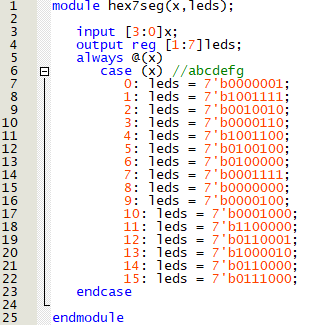 1 module hex7seg(x,leds);
2
3 input [3:0]x;
4 output reg [1:7]leds;
5 always @(x)
6 case (x) //abcdefg
7 0: leds = 7'b0000001;
8 1: leds = 7'b1001111;
9 2: leds = 7'b0010010;
10 3: leds = 7'b0000110;
11 4: leds = 7'b1001100;
12 5: leds = 7'b0100100;
13 6: leds = 7'b0100000;
14 7: leds = 7'b0001111;
15 8: leds = 7'b0000000;
16 9: leds = 7'b0000100;
17 10: leds = 7'b0001000;
18 11: leds = 7'b1100000;
19 12: leds = 7'b0110001;
20 13: leds = 7'b1000010;
21 14: leds = 7'b0110000;
22 15: leds = 7'b0111000;
23 endcase
24
25 endmodule